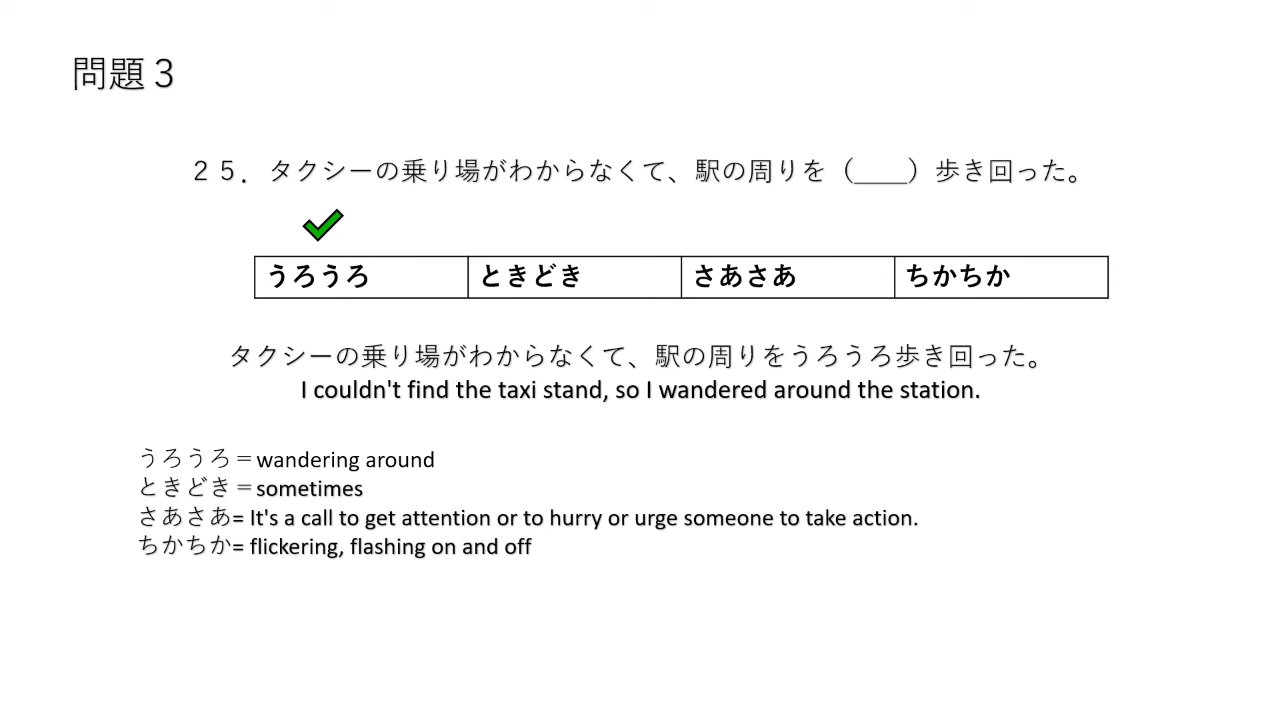 問題３
２５．タクシーの乗り場がわからなくて、駅の周りを（____）歩き回った。
うろうろ ときどき さあさあ ちかちか
タクシーの乗り場がわからなくて、駅の周りをうろうろ歩き回った。
I couldn't find the taxi stand, so I wandered around the station.
うろうろ＝wandering around
ときどき＝sometimes
さあさあ= It's a call to get attention or to hurry or urge someone to take action.
ちかちか= flickering, flashing on and off